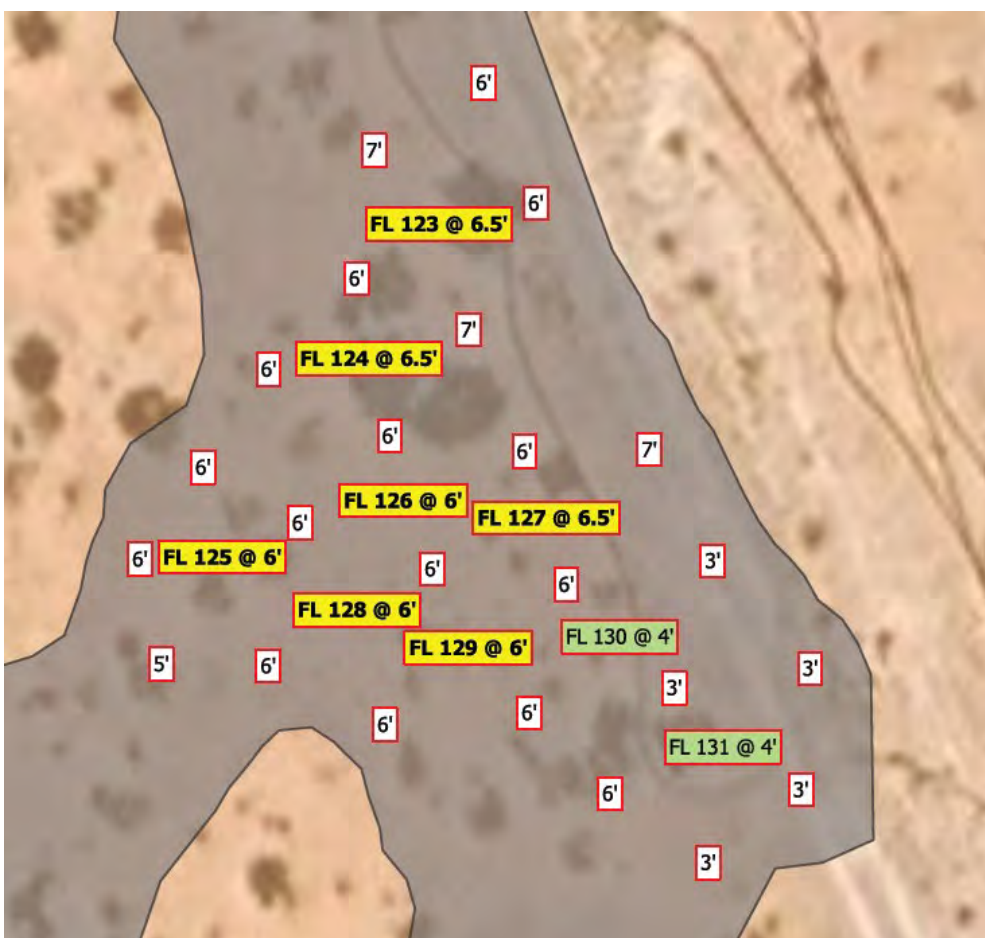 6'
7'
6'
FL 123 @ 6.5'
6'
7'
FL 124 @ 6.5'
6'
6'
6'
7'
6'
FL 126 @ 6'
FL 127 @ 6.5'
6'
6'
FL 125 @ 6'
6'
3'
6'
FL 128 @ 6'
FL 129 @ 6'
FL 130 @ 4'
5'
6'
3'
3'
6'
6'
FL 131 @ 4'
6'
3'
3'